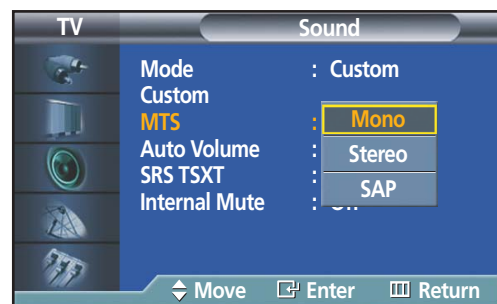 TV
Sound
Mode : Custom
Custom
MTS : Mono
Stereo
SAP
Auto Volume :
SRS TSXT :
Internal Mute :
Move Enter Return